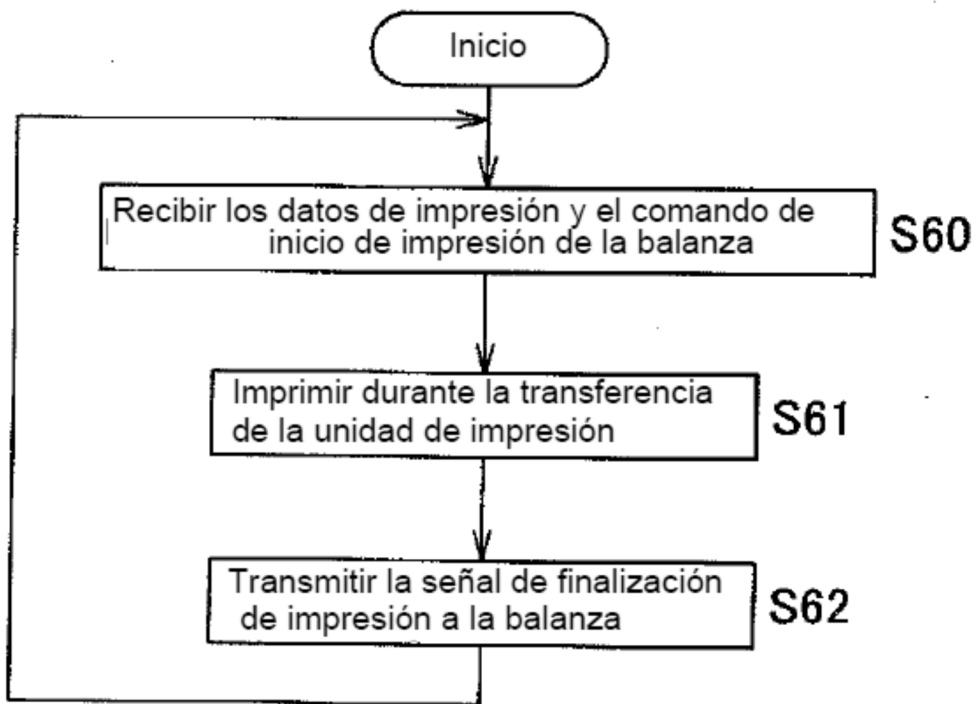 Inicio
Recibir los datos de impresión y el comando de
inicio de impresión de la balanza
S60
Imprimir durante la transferencia
de la unidad de impresión
S61
Transmitir la señal de finalización
de impresión a la balanza
S62